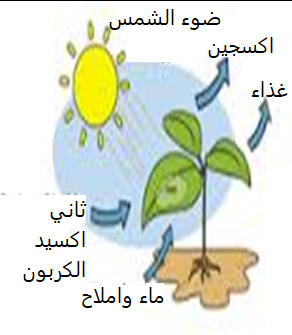 ضوء الشمس
اكسجين
غذاء
ثاني
اكسيد
الكربون
ماء واملاح